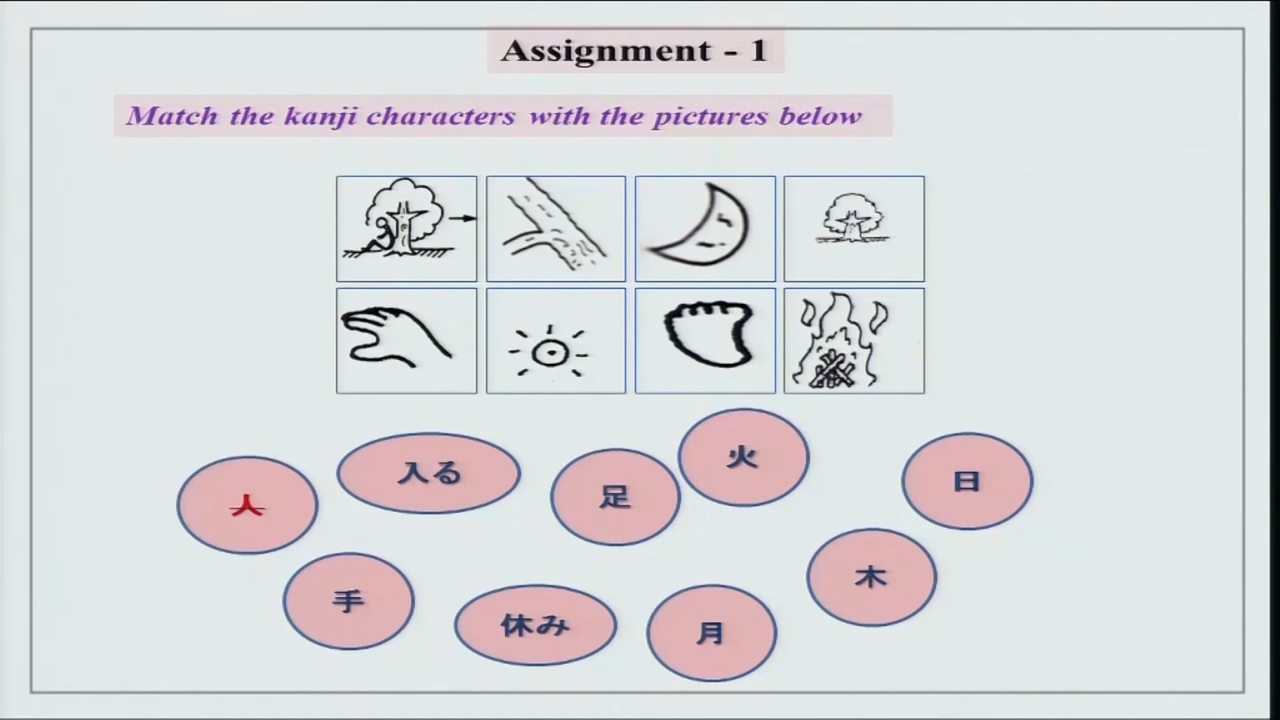 Assignment - 1
Match the kanji characters with the pictures below
人
入る
足
火
日
手
休み
月
木